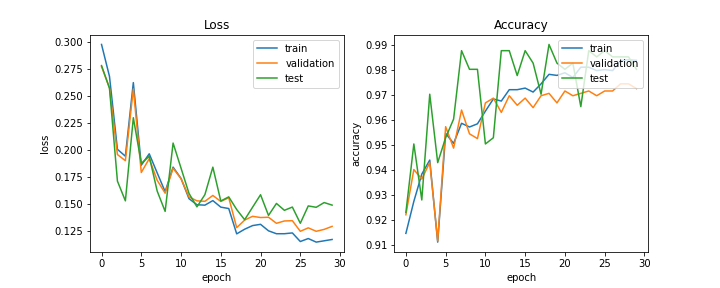 Loss
0.300
0.275
0.250
0.225
0.200
0.175
0.150
0.125
loss
0
5
10
15
20
25
30
epoch
train
validation
test
Accuracy
0.99
0.98
0.97
0.96
0.95
0.94
0.93
0.92
0.91
accuracy
0
5
10
15
20
25
30
epoch
train
validation
test